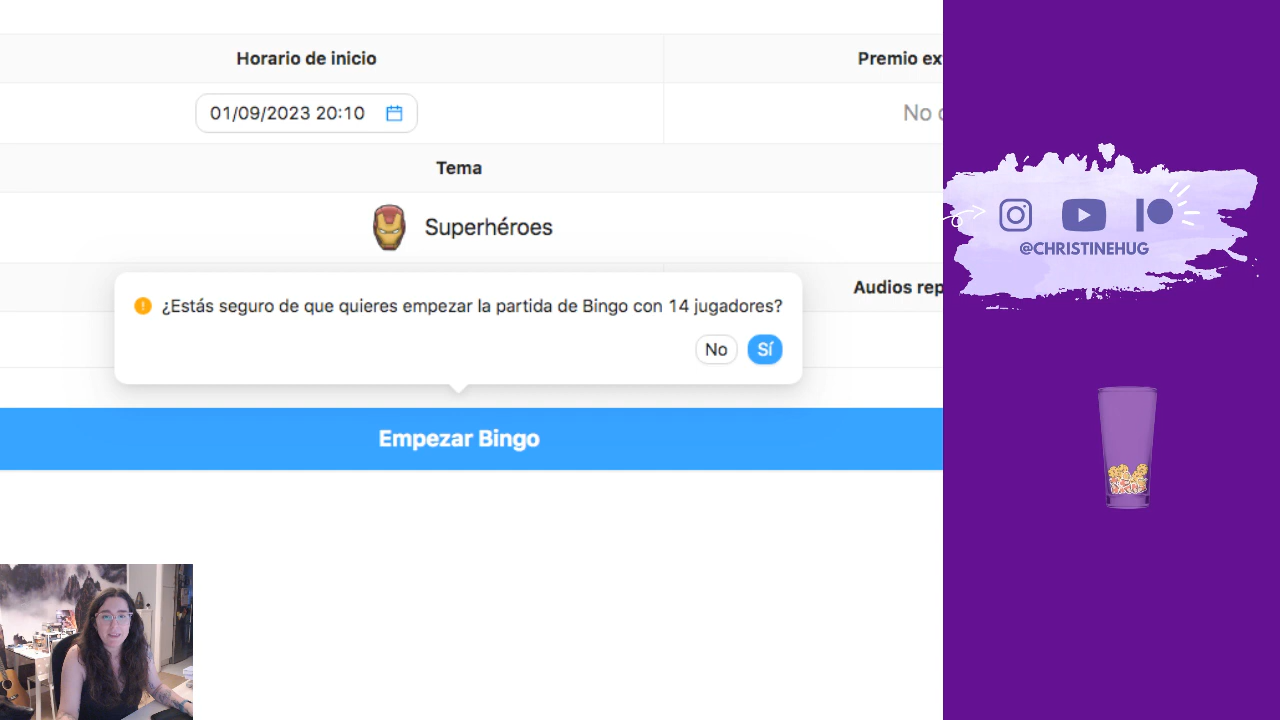 Horario de inicio
Premio ex
01/09/2023 20:10
No
Tema
Superhéroes
Audios rep
¿Estás seguro de que quieres empezar la partida de Bingo con 14 jugadores?
No
Sí
Empezar Bingo
@CHRISTINEHUG